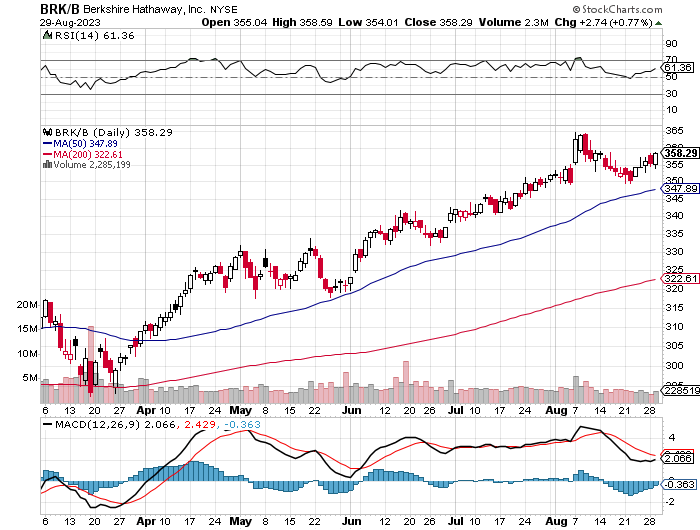 BRK/B Berkshire Hathaway, Inc. NYSE © StockCharts.com
29-Aug-2023 Open 355.04 High 358.59 Low 354.01 Close 358.29 Volume 2.3M Chg +2.74 (+0.77%)
RSI(14) 61.36
90
70
61.36
50
30
10
BRK/B (Daily) 358.29
MA(50) 347.89
MA(200) 322.61
Volume 2,285,199
365
358.29
355
350
347.89
345
340
335
330
325
322.61
320
315
310
305
300
295
20M
15M
10M
5M
2285199
6 13 20 27 Apr 10 17 24 May 8 15 22 Jun 12 20 26 Jul 10 17 24 Aug 7 14 21 28
MACD(12,26,9) 2.066, 2.429, -0.363
4
2.066
-0.363
-2
6 13 20 27 Apr 10 17 24 May 8 15 22 Jun 12 20 26 Jul 10 17 24 Aug 7 14 21 28